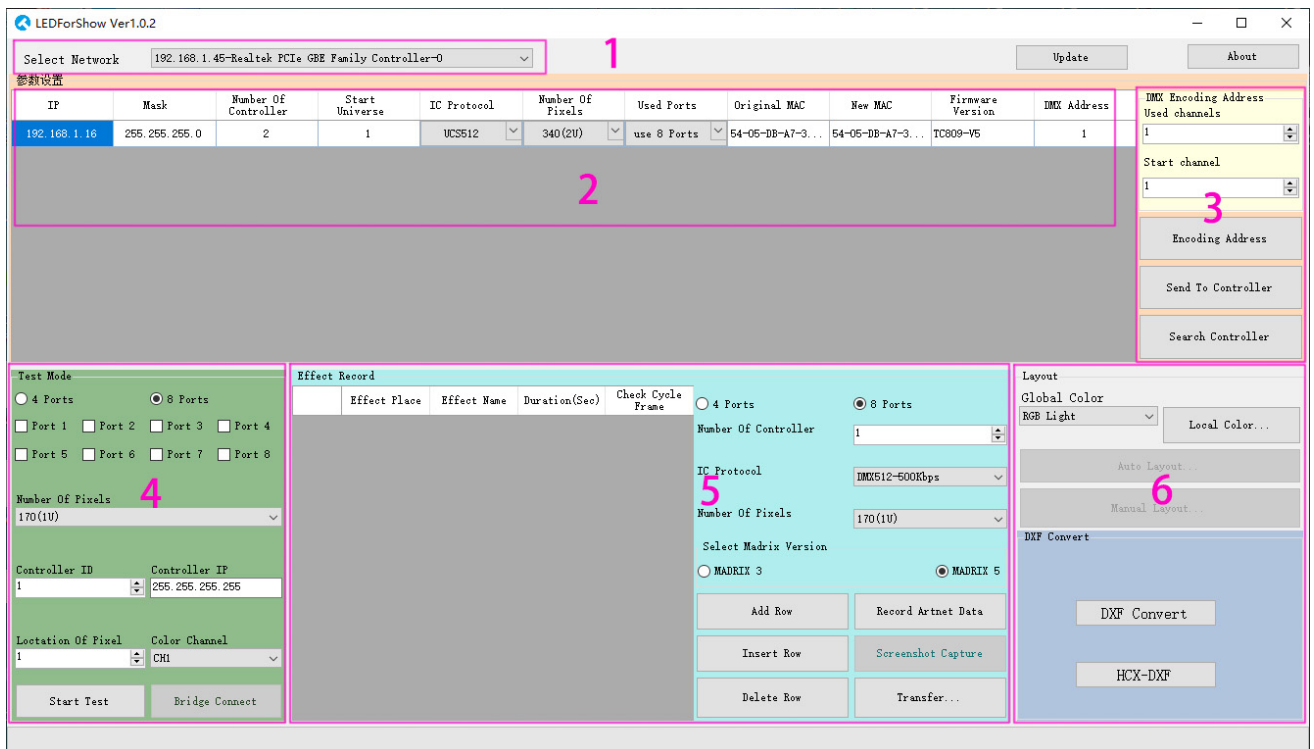 LEDForShow Ver1.0.2
Select Network 192.168.1.45-Realtek PCIe GBE Family Controller-0 1 Update About
参数设置
IP Mask Number Of Controller Start Universe IC Protocol Number Of Pixels Used Ports Original MAC New MAC Firmware Version DMX Address
192.168.1.16 255.255.255.0 2 1 UCS512 340(2U) use 8 Ports 54-05-DB-A7-3... 54-05-DB-A7-3... TC809-V5 1
2
DMX Encoding Address
Used channels
1
Start channel
1
3
Encoding Address
Send To Controller
Search Controller
Test Mode
4 Ports 8 Ports
Port 1 Port 2 Port 3 Port 4
Port 5 Port 6 Port 7 Port 8
Number Of Pixels
4
170(1U)
Controller ID Controller IP
1 255.255.255.255
Loctation Of Pixel Color Channel
1 CH1
Start Test Bridge Connect
Effect Record
Effect Place Effect Name Duration(Sec) Check Cycle Frame
4 Ports 8 Ports
Number Of Controller 1
IC Protocol DMX512-500Kbps
5
Number Of Pixels 170(1U)
Select Madrix Version
MADRIX 3 MADRIX 5
Add Row Record Artnet Data
Insert Row Screenshot Capture
Delete Row Transfer...
Layout
Global Color
RGB Light Local Color...
Auto Layout...
6
Manual Layout...
DXF Convert
DXF Convert
HCX-DXF